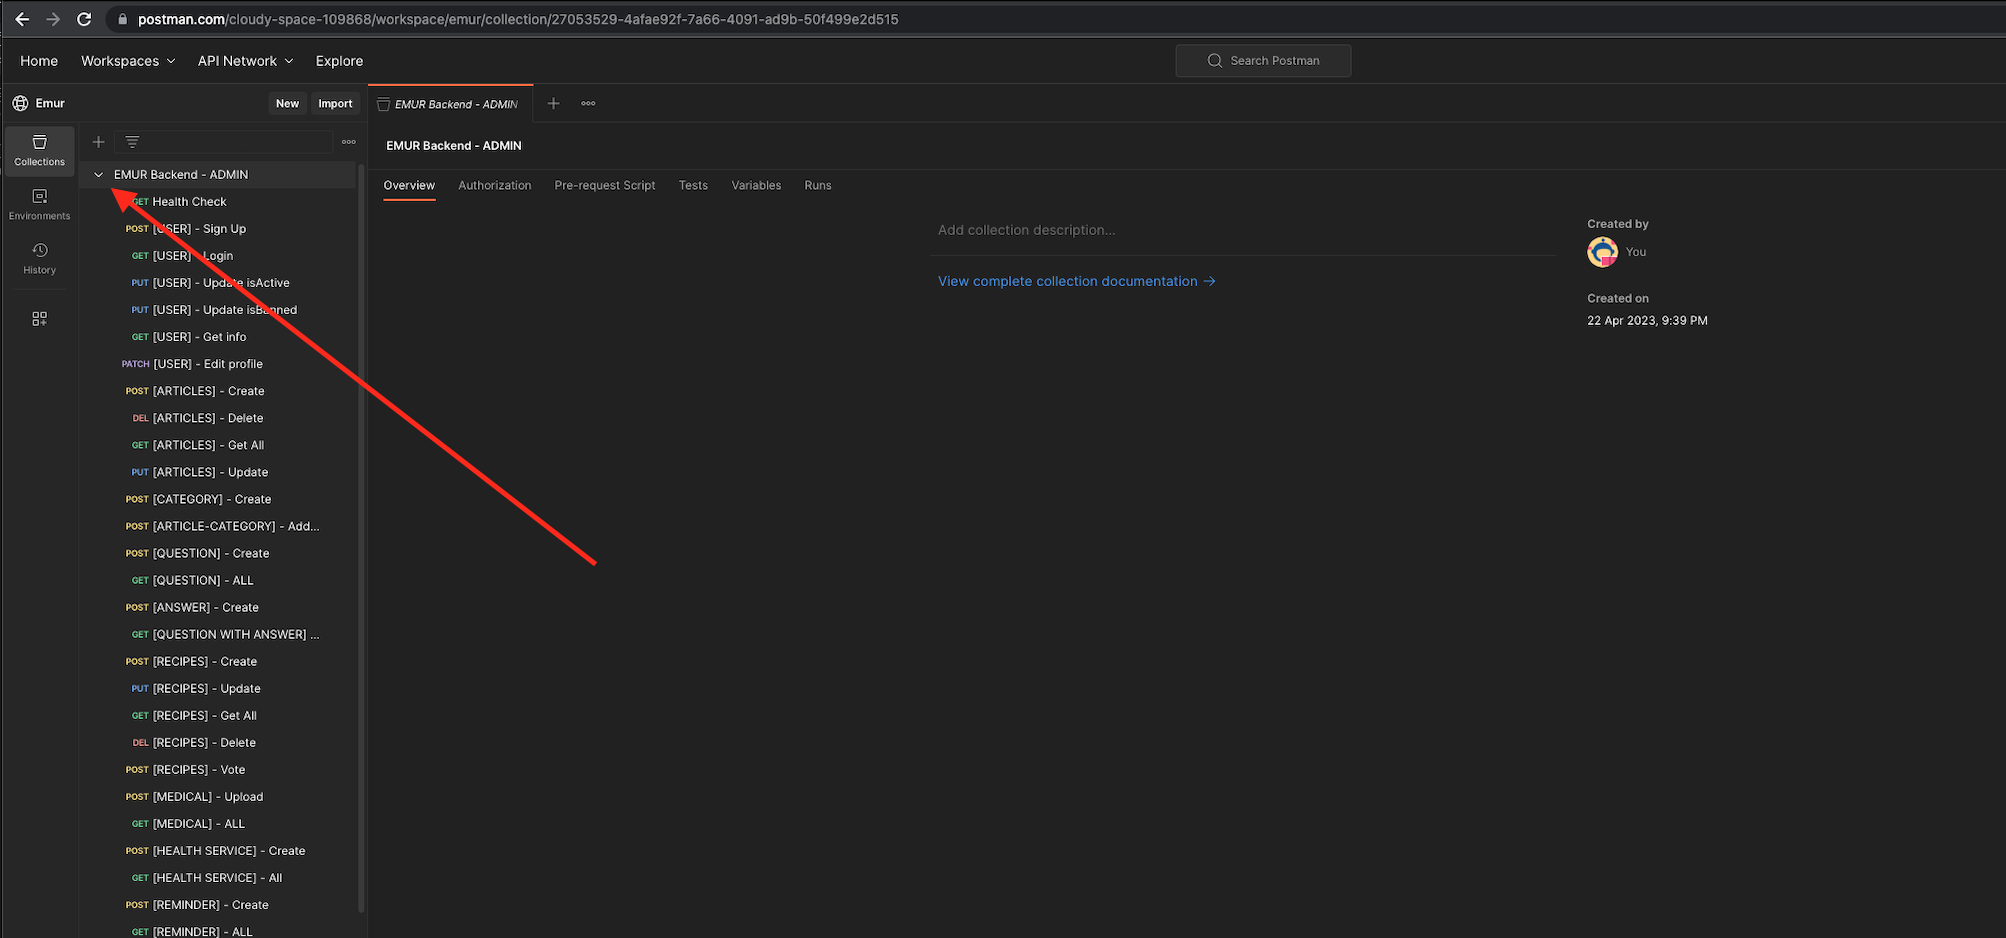 postman.com/cloudy-space-109868/workspace/emur/collection/27053529-4afae92f-7a66-4091-ad9b-50f499e2d515
Home Workspaces API Network Explore Search Postman
Emur New Import EMUR Backend - ADMIN
Collections
Environments
History
EMUR Backend - ADMIN
GET Health Check
POST [USER] - Sign Up
GET [USER] - Login
PUT [USER] - Update isActive
PUT [USER] - Update isBanned
GET [USER] - Get info
PATCH [USER] - Edit profile
POST [ARTICLES] - Create
DEL [ARTICLES] - Delete
GET [ARTICLES] - Get All
PUT [ARTICLES] - Update
POST [CATEGORY] - Create
POST [ARTICLE-CATEGORY] - Add...
POST [QUESTION] - Create
GET [QUESTION] - ALL
POST [ANSWER] - Create
GET [QUESTION WITH ANSWER] ...
POST [RECIPES] - Create
PUT [RECIPES] - Update
GET [RECIPES] - Get All
DEL [RECIPES] - Delete
POST [RECIPES] - Vote
POST [MEDICAL] - Upload
GET [MEDICAL] - ALL
POST [HEALTH SERVICE] - Create
GET [HEALTH SERVICE] - All
POST [REMINDER] - Create
GET [REMINDER] - ALL
EMUR Backend - ADMIN
Overview Authorization Pre-request Script Tests Variables Runs
Add collection description...
View complete collection documentation →
Created by
You
Created on
22 Apr 2023, 9:39 PM